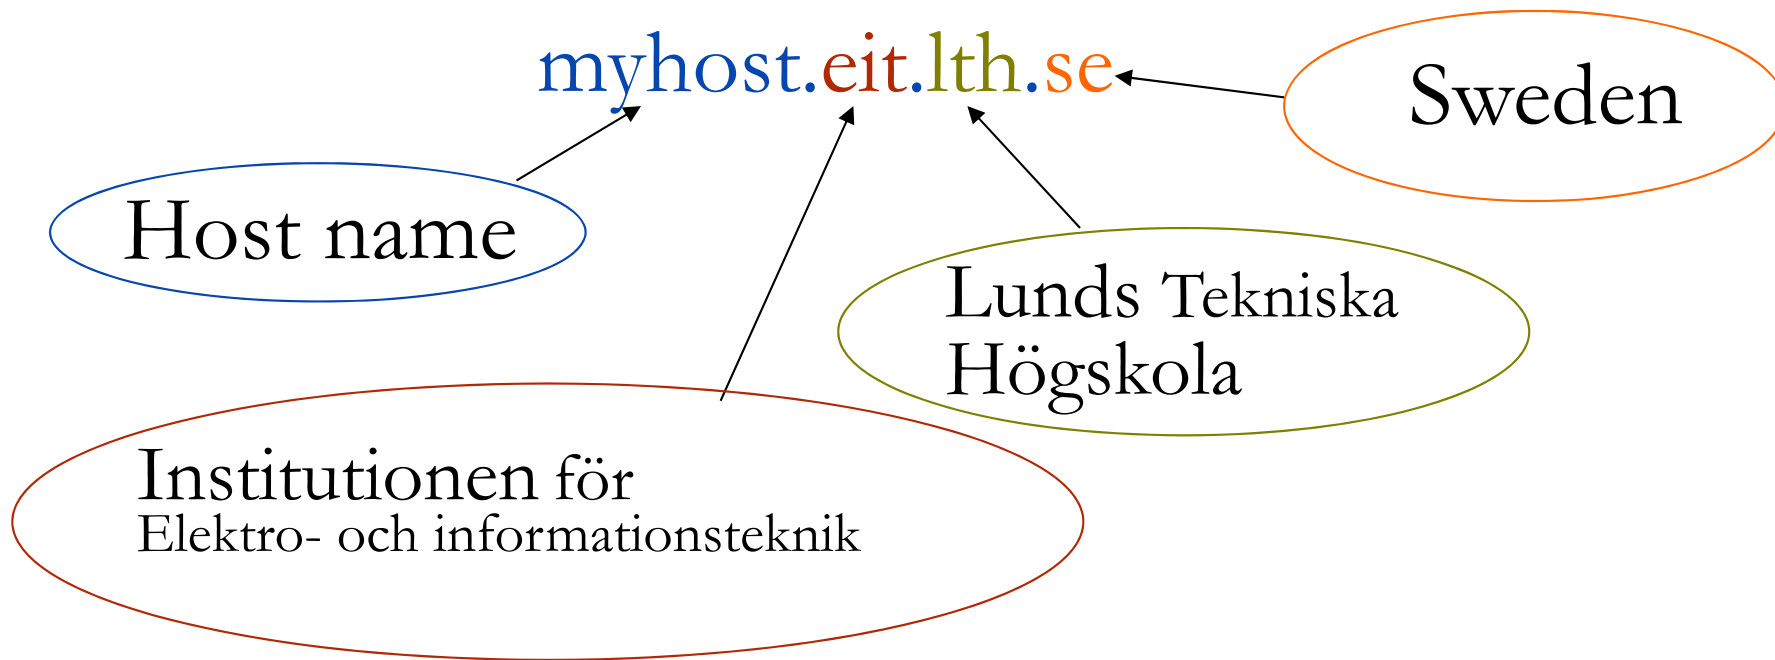 myhost.eit.lth.se
Sweden
Host name
Lunds Tekniska
Högskola
Institutionen för
Elektro- och informationsteknik